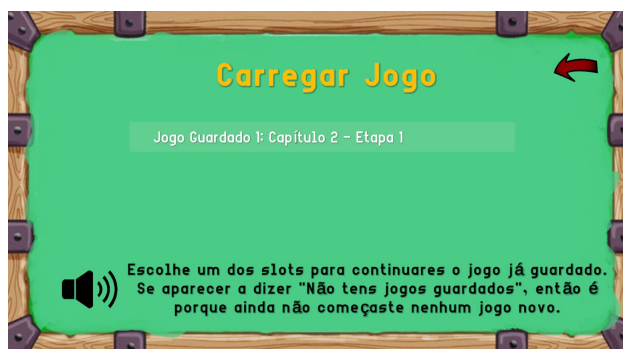 Carregar Jogo
Jogo Guardado 1: Capítulo 2 - Etapa 1
Escolhe um dos slots para continuares o jogo já guardado.
Se aparecer a dizer "Não tens jogos guardados", então é
porque ainda não começaste nenhum jogo novo.